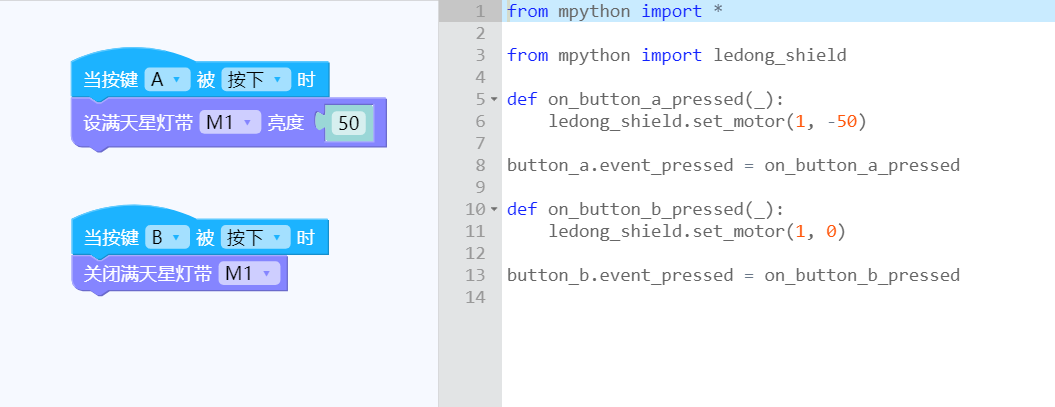 当按键 A 被 按下 时
设满天星灯带 M1 亮度 50
当按键 B 被 按下 时
关闭满天星灯带 M1
1 from mpython import *
2
3 from mpython import ledong_shield
4
5 def on_button_a_pressed(_):
6     ledong_shield.set_motor(1, -50)
7
8 button_a.event_pressed = on_button_a_pressed
9
10 def on_button_b_pressed(_):
11     ledong_shield.set_motor(1, 0)
12
13 button_b.event_pressed = on_button_b_pressed
14